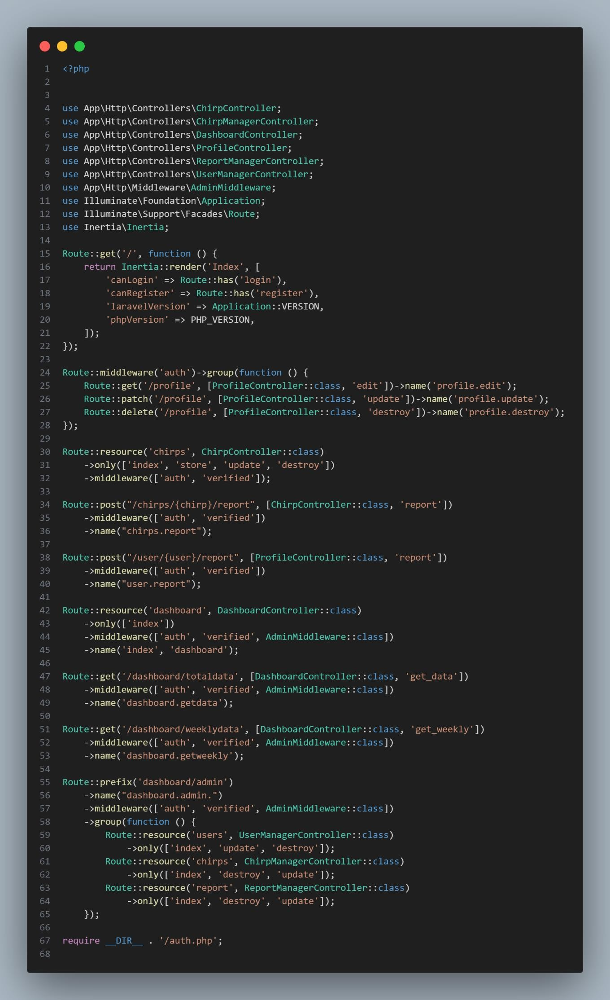 1 <?php
2
3
4 use App\Http\Controllers\ChirpController;
5 use App\Http\Controllers\ChirpManagerController;
6 use App\Http\Controllers\DashboardController;
7 use App\Http\Controllers\ProfileController;
8 use App\Http\Controllers\ReportManagerController;
9 use App\Http\Controllers\UserManagerController;
10 use App\Http\Middleware\AdminMiddleware;
11 use Illuminate\Foundation\Application;
12 use Illuminate\Support\Facades\Route;
13 use Inertia\Inertia;
14
15 Route::get('/', function () {
16     return Inertia::render('Index', [
17         'canLogin' => Route::has('login'),
18         'canRegister' => Route::has('register'),
19         'laravelVersion' => Application::VERSION,
20         'phpVersion' => PHP_VERSION,
21     ]);
22 });
23
24 Route::middleware('auth')->group(function () {
25     Route::get('/profile', [ProfileController::class, 'edit'])->name('profile.edit');
26     Route::patch('/profile', [ProfileController::class, 'update'])->name('profile.update');
27     Route::delete('/profile', [ProfileController::class, 'destroy'])->name('profile.destroy');
28 });
29
30 Route::resource('chirps', ChirpController::class)
31     ->only(['index', 'store', 'update', 'destroy'])
32     ->middleware(['auth', 'verified']);
33
34 Route::post("/chirps/{chirp}/report", [ChirpController::class, 'report'])
35     ->middleware(['auth', 'verified'])
36     ->name("chirps.report");
37
38 Route::post("/user/{user}/report", [ProfileController::class, 'report'])
39     ->middleware(['auth', 'verified'])
40     ->name("user.report");
41
42 Route::resource('dashboard', DashboardController::class)
43     ->only(['index'])
44     ->middleware(['auth', 'verified', AdminMiddleware::class])
45     ->name('index', 'dashboard');
46
47 Route::get('/dashboard/totaldata', [DashboardController::class, 'get_data'])
48     ->middleware(['auth', 'verified', AdminMiddleware::class])
49     ->name('dashboard.getdata');
50
51 Route::get('/dashboard/weeklydata', [DashboardController::class, 'get_weekly'])
52     ->middleware(['auth', 'verified', AdminMiddleware::class])
53     ->name('dashboard.getweekly');
54
55 Route::prefix('dashboard/admin')
56     ->name("dashboard.admin.")
57     ->middleware(['auth', 'verified', AdminMiddleware::class])
58     ->group(function () {
59         Route::resource('users', UserManagerController::class)
60             ->only(['index', 'update', 'destroy']);
61         Route::resource('chirps', ChirpManagerController::class)
62             ->only(['index', 'destroy', 'update']);
63         Route::resource('report', ReportManagerController::class)
64             ->only(['index', 'destroy', 'update']);
65     });
66
67 require __DIR__ . '/auth.php';
68